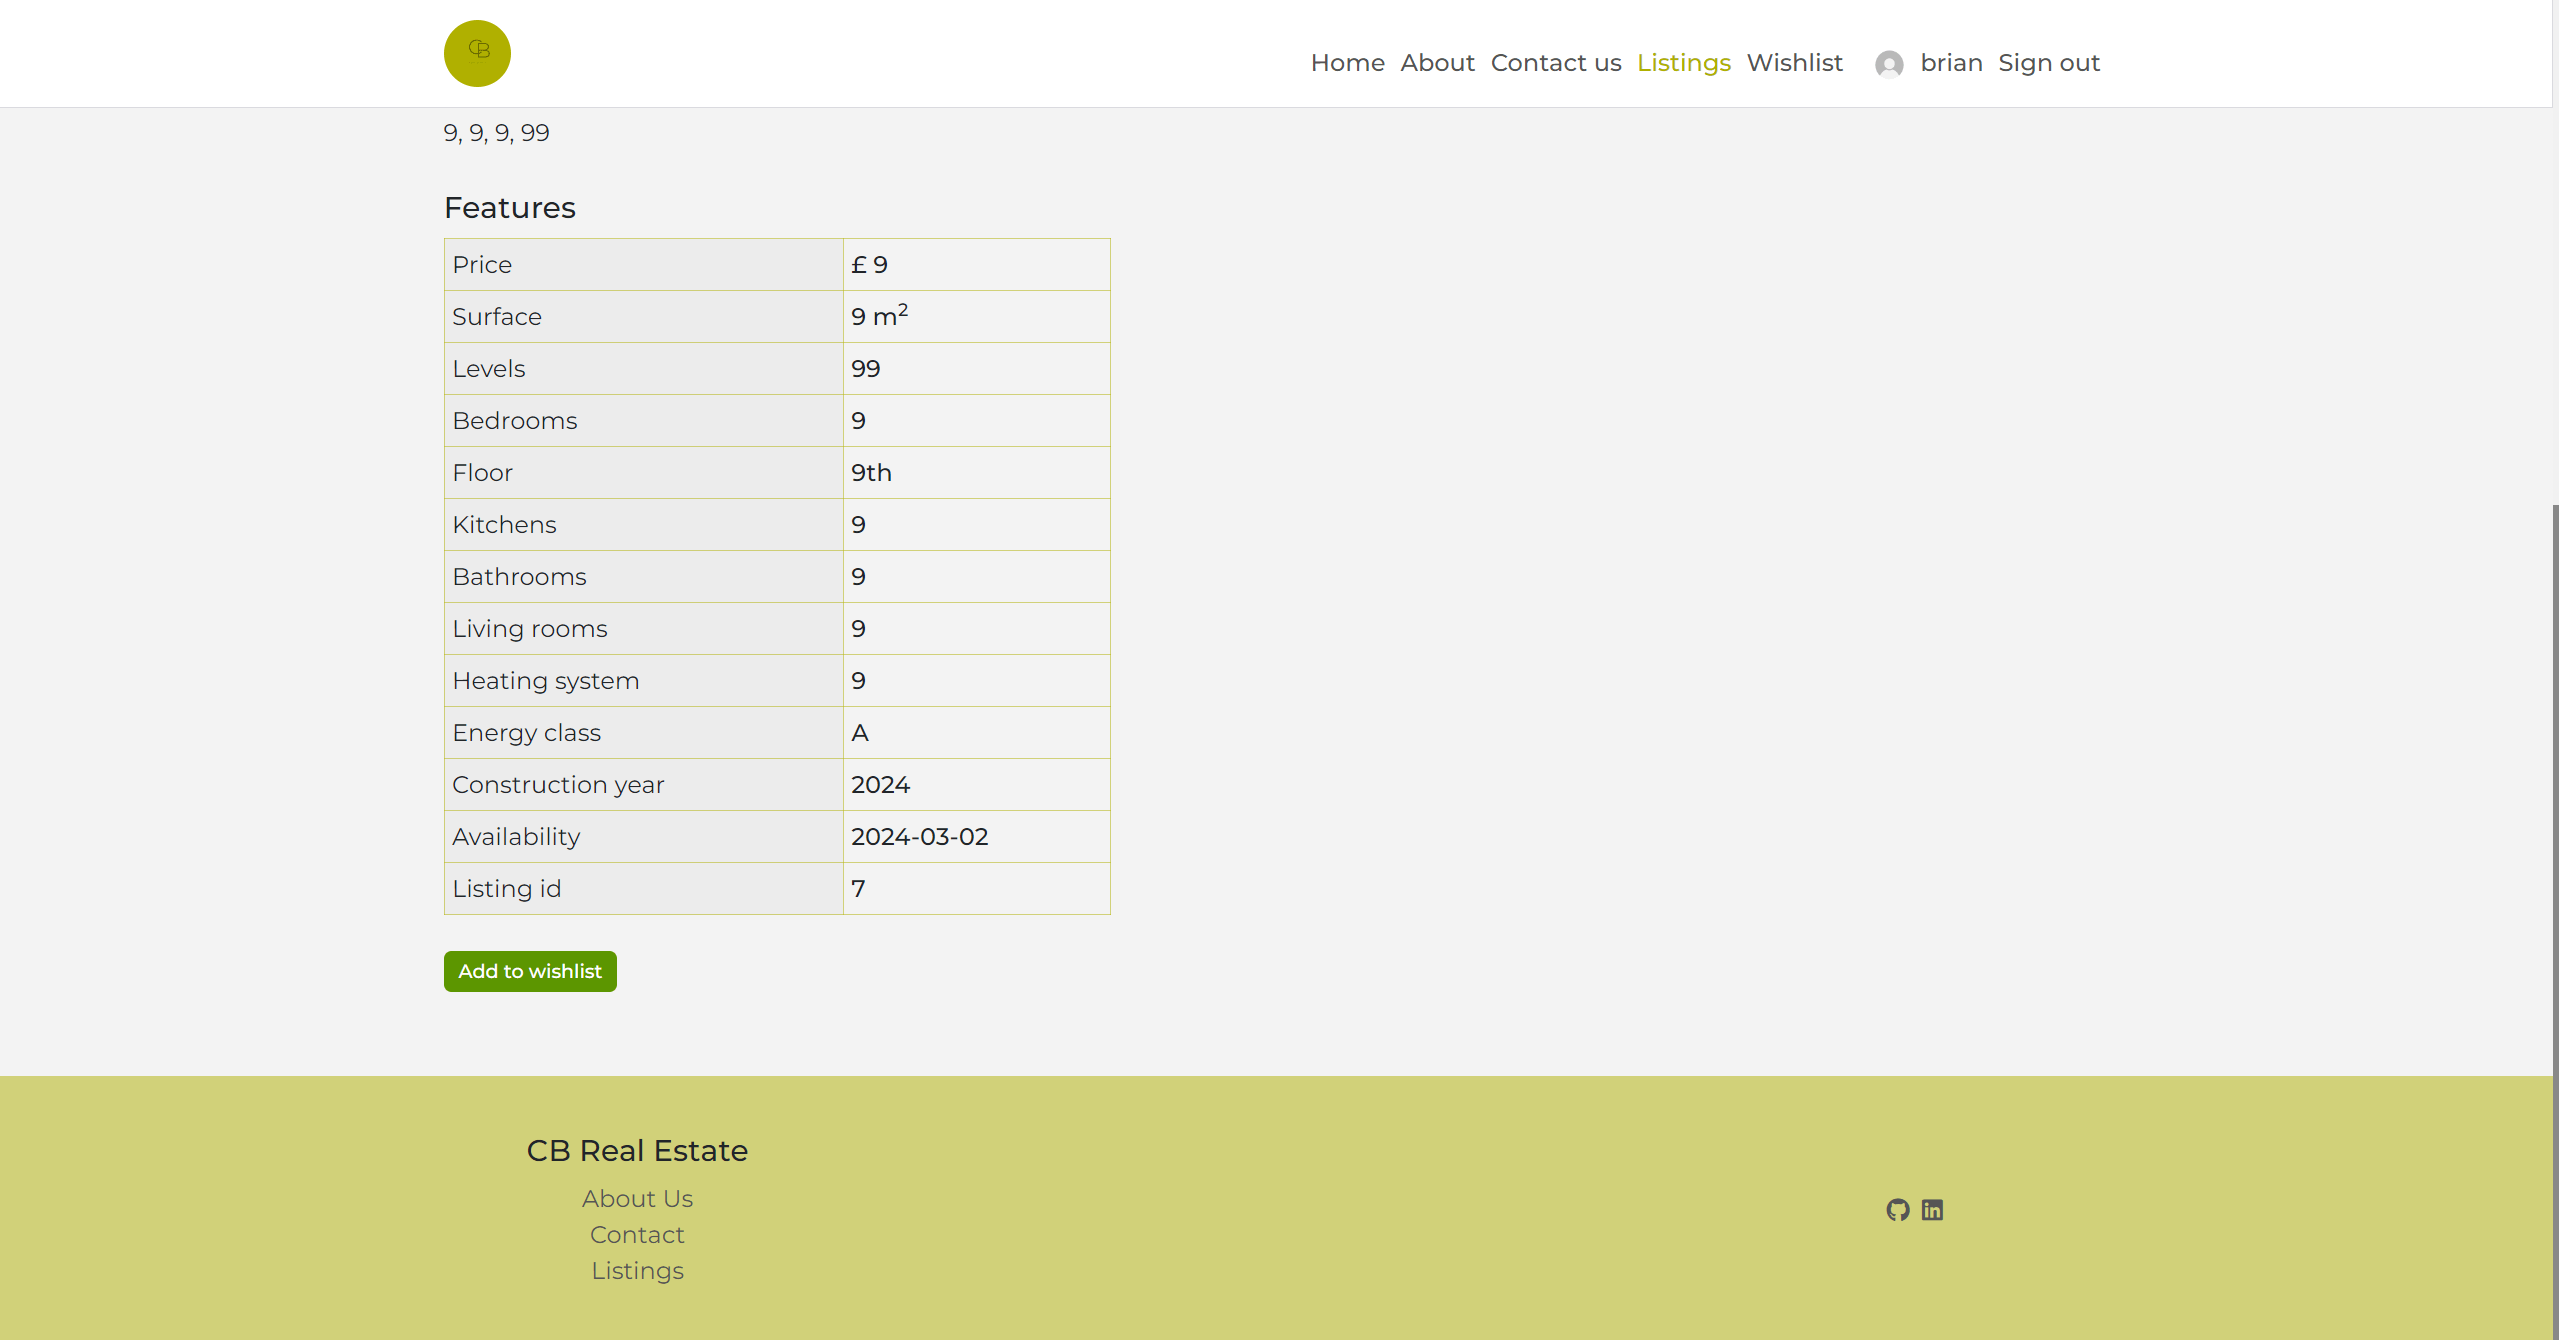 CB
Home About Contact us Listings Wishlist brian Sign out
9, 9, 9, 99
Features
Price £ 9
Surface 9 m²
Levels 99
Bedrooms 9
Floor 9th
Kitchens 9
Bathrooms 9
Living rooms 9
Heating system 9
Energy class A
Construction year 2024
Availability 2024-03-02
Listing id 7
Add to wishlist
CB Real Estate
About Us
Contact
Listings
in